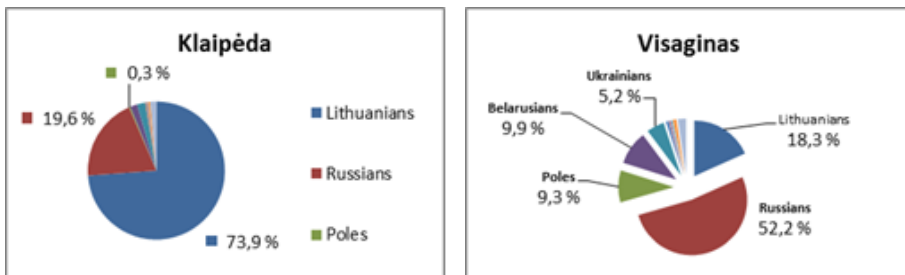 Klaipėda
0,3 %
19,6 %
Lithuanians
Russians
Poles
73,9 %
Visaginas
Ukrainians
5,2 %
Belarusians
9,9 %
Lithuanians
18,3 %
Poles
9,3 %
Russians
52,2 %